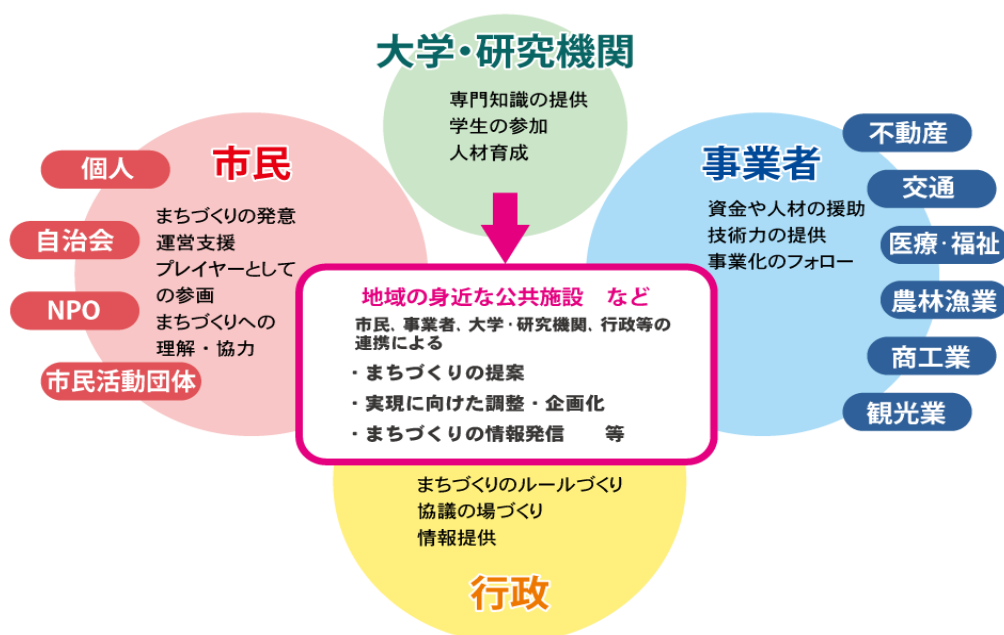 大学・研究機関
専門知識の提供
学生の参加
人材育成
市民
個人
自治会
NPO
市民活動団体
まちづくりの発意
運営支援
プレイヤーとして
の参画
まちづくりへの
理解・協力
事業者
資金や人材の援助
技術力の提供
事業化のフォロー
不動産
交通
医療・福祉
農林漁業
商工業
観光業
地域の身近な公共施設　など
市民、事業者、大学・研究機関、行政等の
連携による
・まちづくりの提案
・実現に向けた調整・企画化
・まちづくりの情報発信　　等
まちづくりのルールづくり
協議の場づくり
情報提供
行政